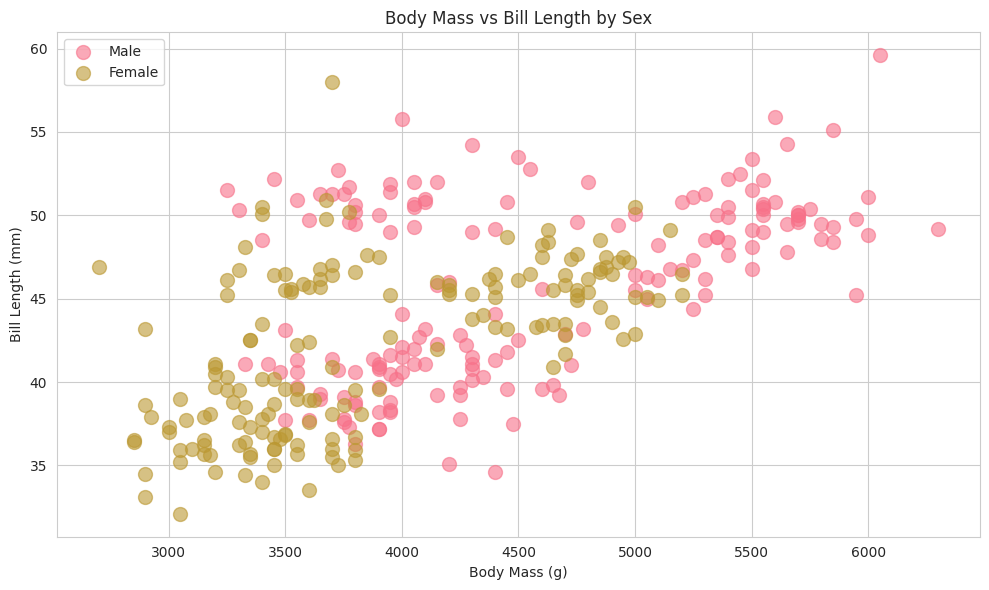 Body Mass vs Bill Length by Sex
Male
Female
Bill Length (mm)
60
55
50
45
40
35
3000 3500 4000 4500 5000 5500 6000
Body Mass (g)